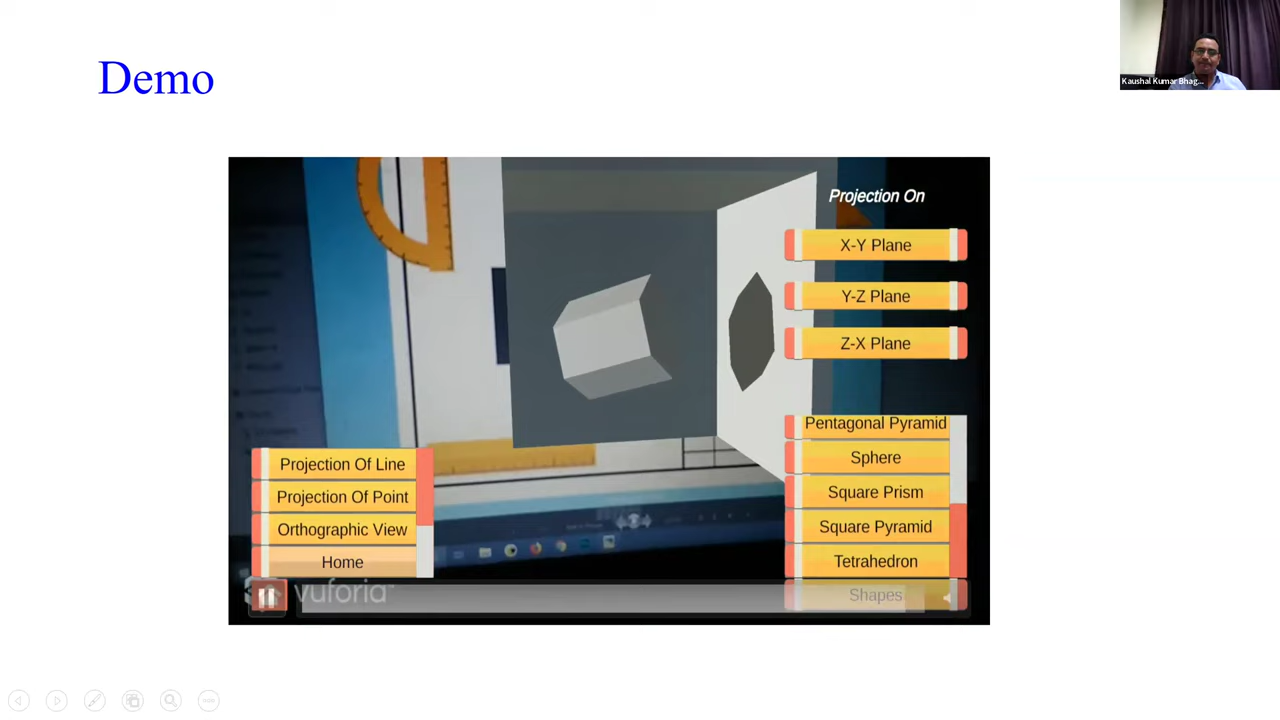 Demo
Kaushal Kumar Bhag...
Projection On
X-Y Plane
Y-Z Plane
Z-X Plane
Pentagonal Pyramid
Sphere
Square Prism
Square Pyramid
Tetrahedron
Shapes
Projection Of Line
Projection Of Point
Orthographic View
Home
vuforia